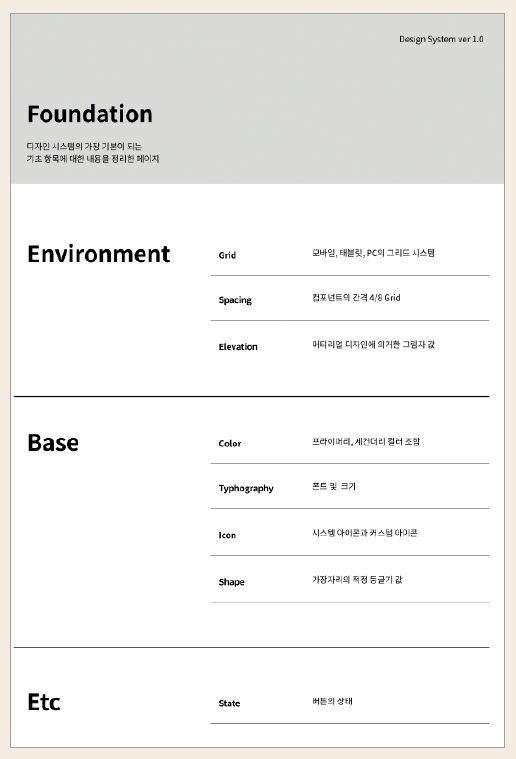 Design System ver 1.0
Foundation
디자인 시스템의 가장 기본이 되는
기초 항목에 대한 내용을 정리한 페이지
Environment
Grid
모바일, 태블릿, PC의 그리드 시스템
Spacing
컴포넌트의 간격 4/8 Grid
Elevation
머티리얼 디자인에 의거한 그림자 값
Base
Color
프라이머리, 세컨더리 컬러 조합
Typhography
폰트 및 크기
Icon
시스템 아이콘과 커스텀 아이콘
Shape
가장자리의 적정 둥글기 값
Etc
State
버튼의 상태